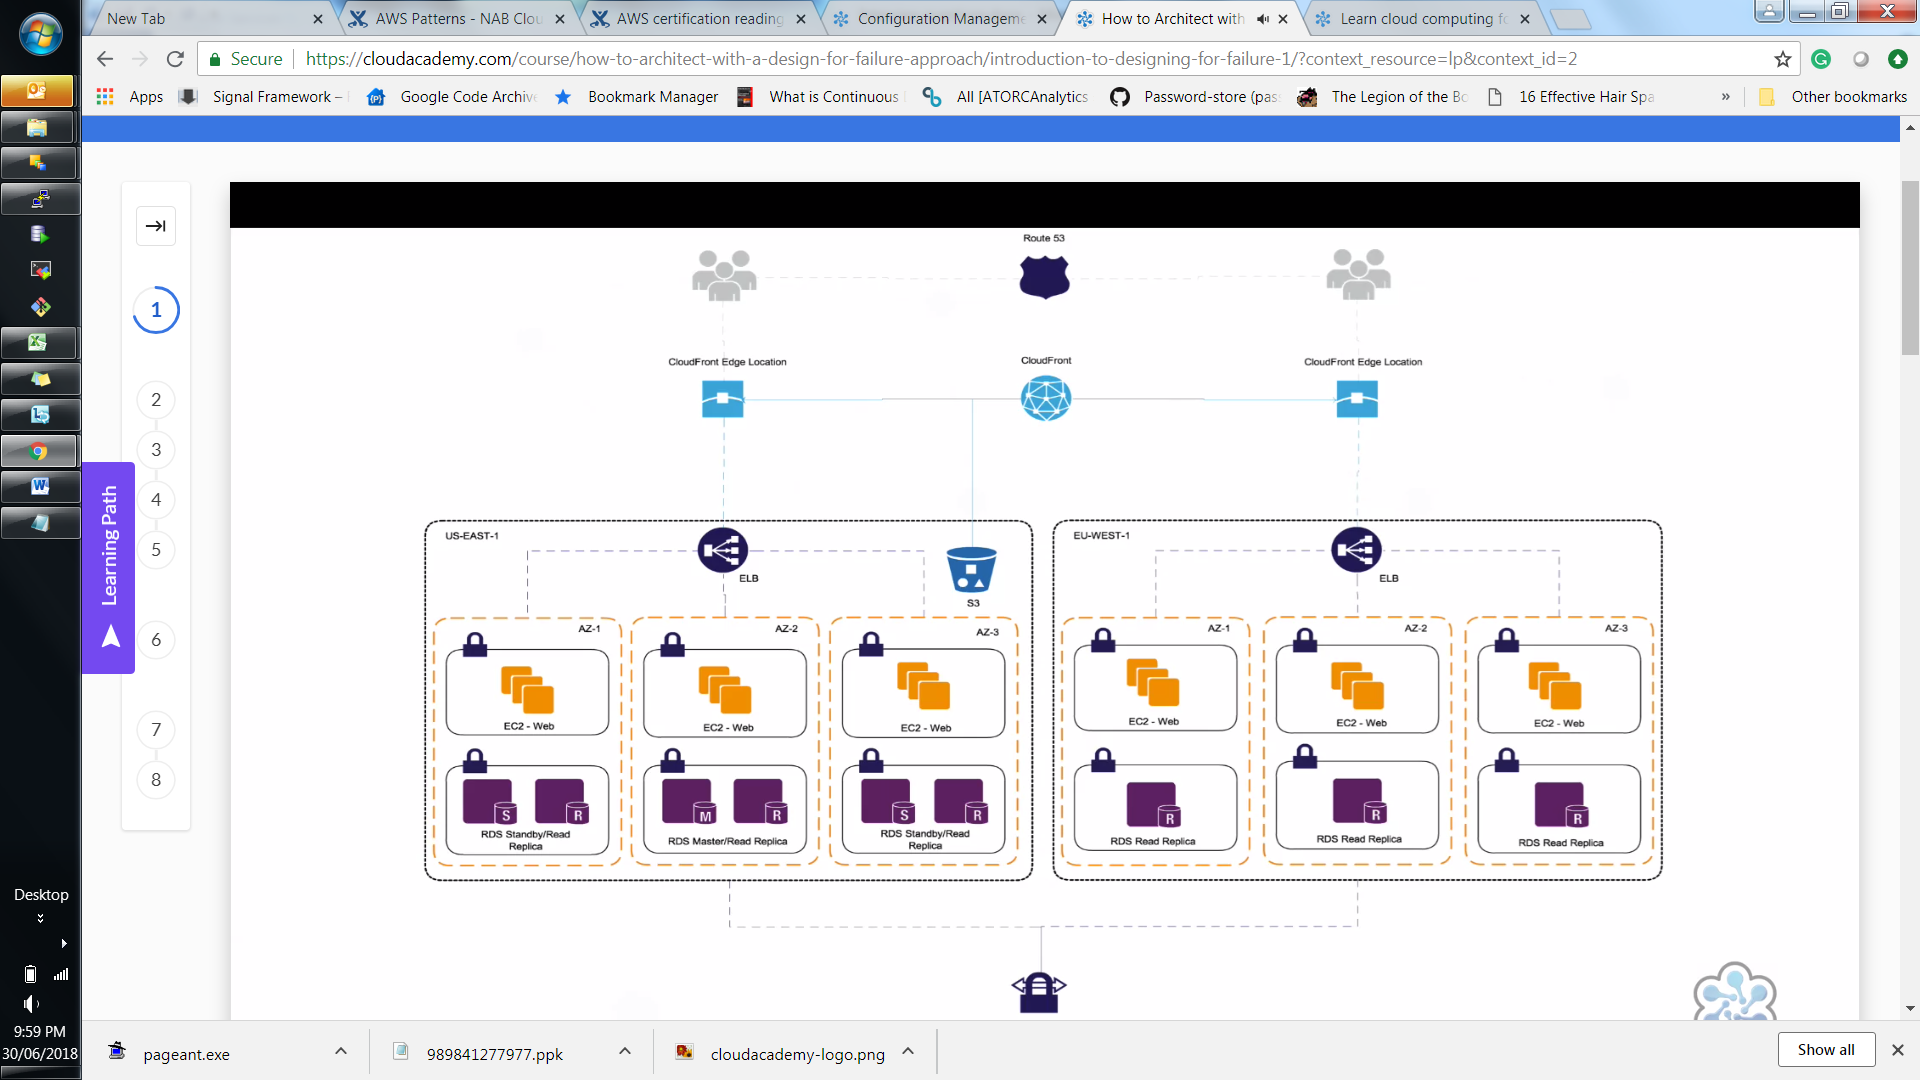 New Tab
AWS Patterns - NAB Clou
AWS certification reading
Configuration Manageme
How to Architect with
Learn cloud computing fo
Secure
https://cloudacademy.com/course/how-to-architect-with-a-design-for-failure-approach/introduction-to-designing-for-failure-1/?context_resource=lp&context_id=2
Apps
Signal Framework –
Google Code Archive
Bookmark Manager
What is Continuous
All [ATORCAnalytics
Password-store (pas
The Legion of the Bo
16 Effective Hair Spa
»
Other bookmarks
1
2
3
4
5
6
7
8
Learning Path
Route 53
CloudFront Edge Location
CloudFront
CloudFront Edge Location
US-EAST-1
ELB
S3
AZ-1
AZ-2
AZ-3
EC2 - Web
EC2 - Web
EC2 - Web
S
R
M
R
S
R
RDS Standby/Read
Replica
RDS Master/Read Replica
RDS Standby/Read
Replica
EU-WEST-1
ELB
AZ-1
AZ-2
AZ-3
EC2 - Web
EC2 - Web
EC2 - Web
R
R
R
RDS Read Replica
RDS Read Replica
RDS Read Replica
Desktop
9:59 PM
30/06/2018
pageant.exe
989841277977.ppk
cloudacademy-logo.png
Show all